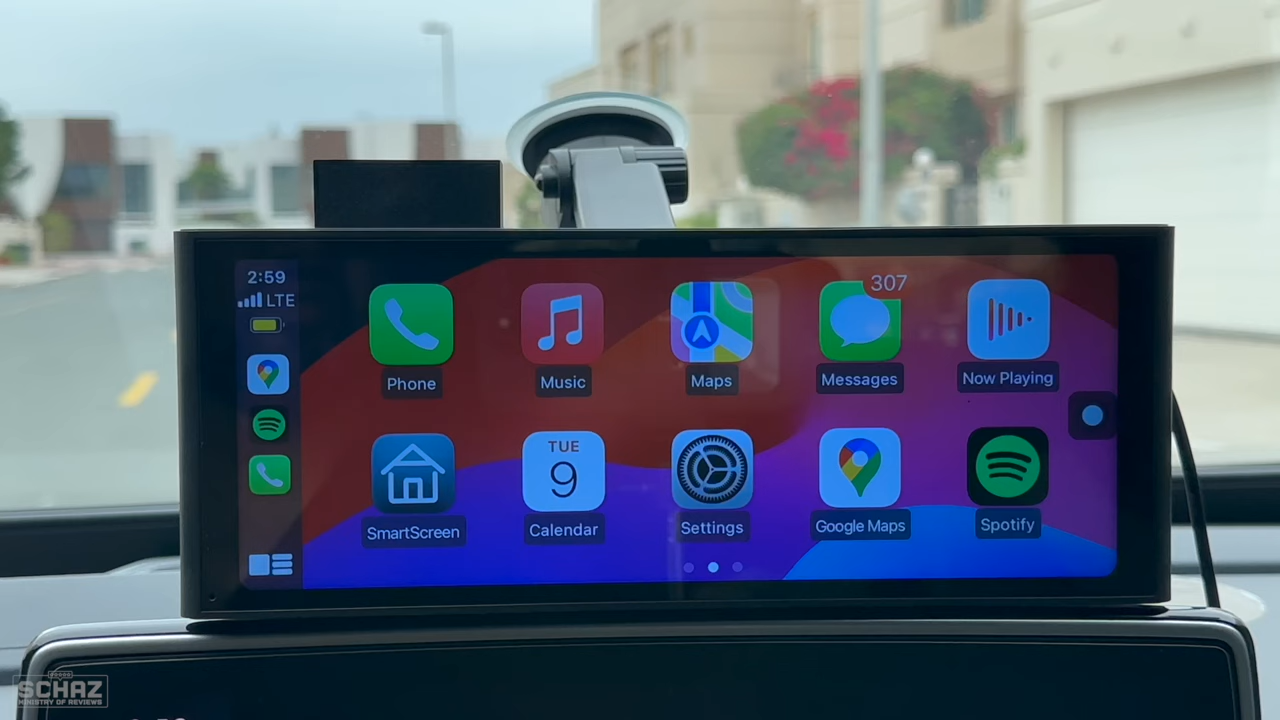 2:59
LTE
307
Phone
Music
Maps
Messages
Now Playing
TUE
9
SmartScreen
Calendar
Settings
Google Maps
Spotify
SCHAZ
MINISTRY OF REVIEWS